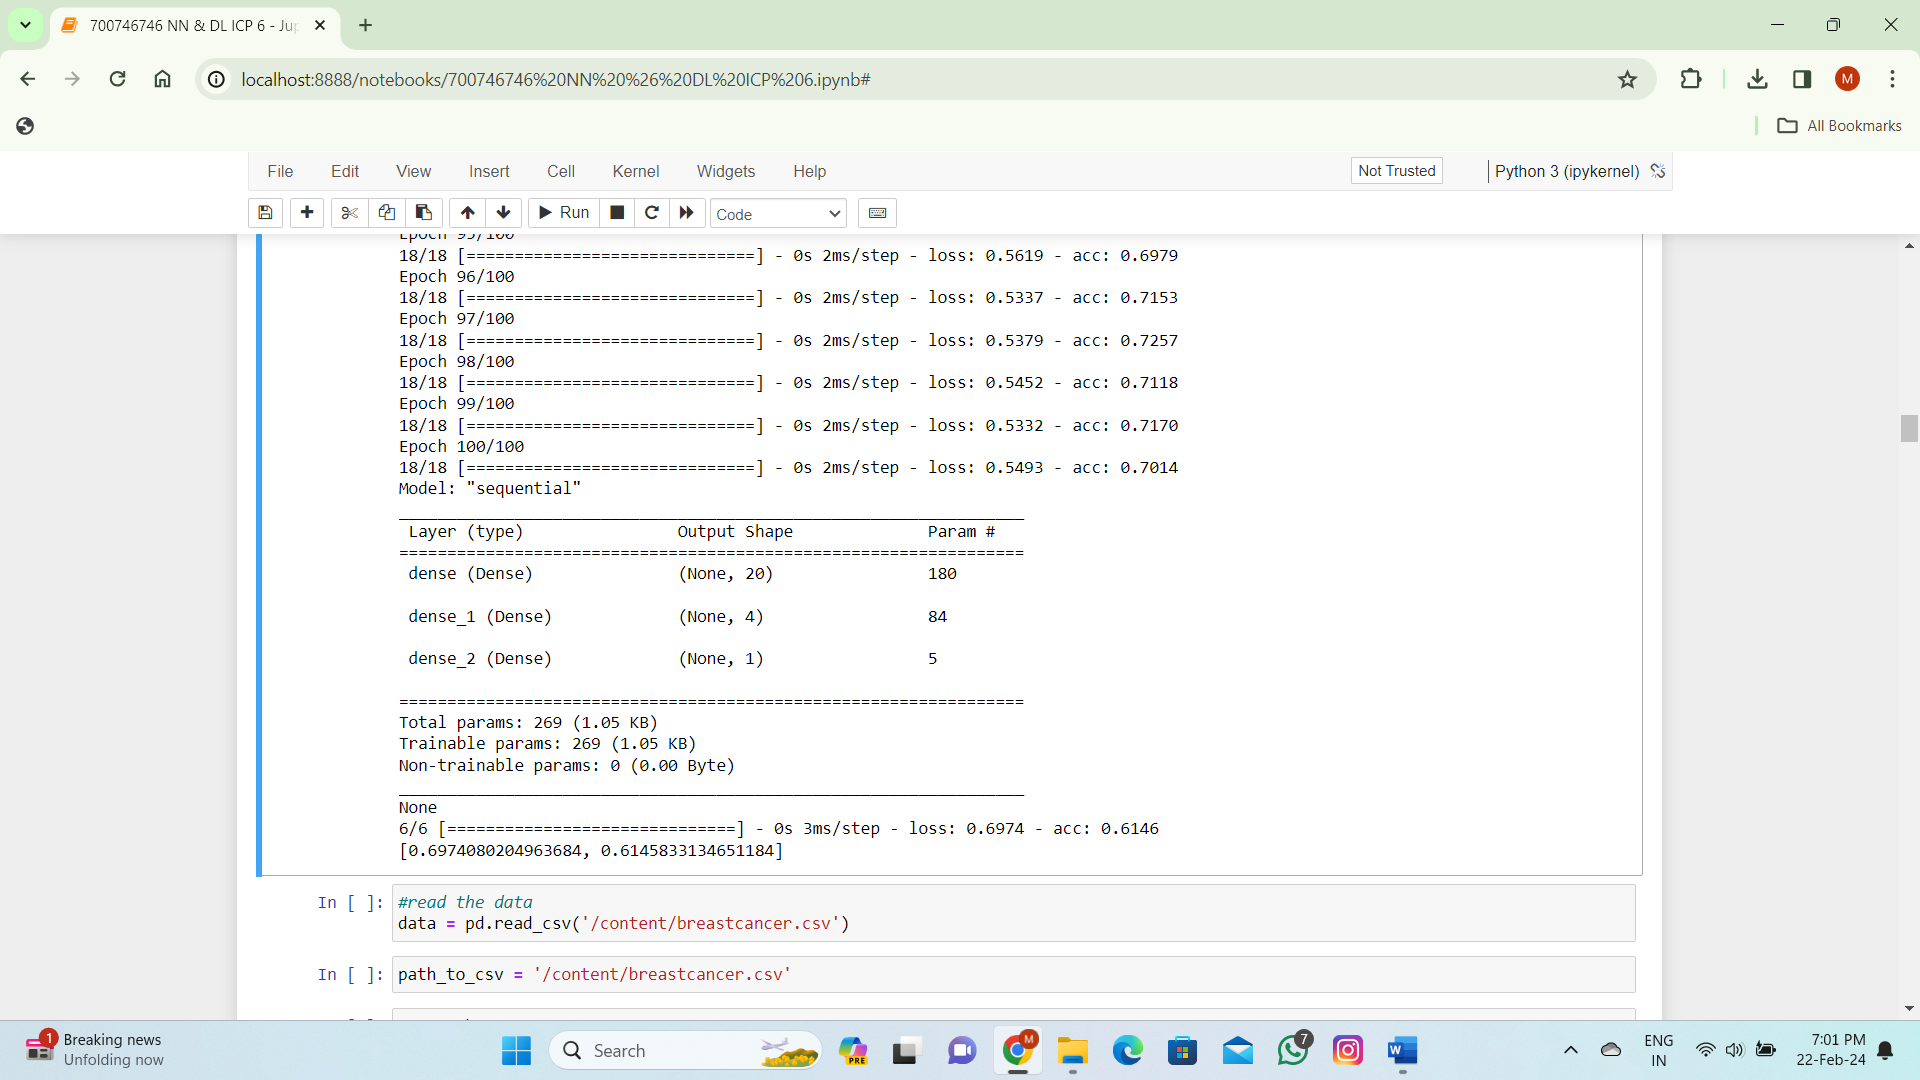 700746746 NN & DL ICP 6 - Jup
localhost:8888/notebooks/700746746%20NN%20%26%20DL%20ICP%206.ipynb#
M
All Bookmarks
File Edit View Insert Cell Kernel Widgets Help
Not Trusted
Python 3 (ipykernel)
Run
Code
Epoch 95/100
18/18 [==============================] - 0s 2ms/step - loss: 0.5619 - acc: 0.6979
Epoch 96/100
18/18 [==============================] - 0s 2ms/step - loss: 0.5337 - acc: 0.7153
Epoch 97/100
18/18 [==============================] - 0s 2ms/step - loss: 0.5379 - acc: 0.7257
Epoch 98/100
18/18 [==============================] - 0s 2ms/step - loss: 0.5452 - acc: 0.7118
Epoch 99/100
18/18 [==============================] - 0s 2ms/step - loss: 0.5332 - acc: 0.7170
Epoch 100/100
18/18 [==============================] - 0s 2ms/step - loss: 0.5493 - acc: 0.7014
Model: "sequential"
_________________________________________________________________
Layer (type) Output Shape Param #
=================================================================
dense (Dense) (None, 20) 180
dense_1 (Dense) (None, 4) 84
dense_2 (Dense) (None, 1) 5
=================================================================
Total params: 269 (1.05 KB)
Trainable params: 269 (1.05 KB)
Non-trainable params: 0 (0.00 Byte)
_________________________________________________________________
None
6/6 [==============================] - 0s 3ms/step - loss: 0.6974 - acc: 0.6146
[0.6974080204963684, 0.6145833134651184]
In [ ]: #read the data
data = pd.read_csv('/content/breastcancer.csv')
In [ ]: path_to_csv = '/content/breastcancer.csv'
1
Breaking news
Unfolding now
Search
PRE
M
7
ENG
IN
7:01 PM
22-Feb-24